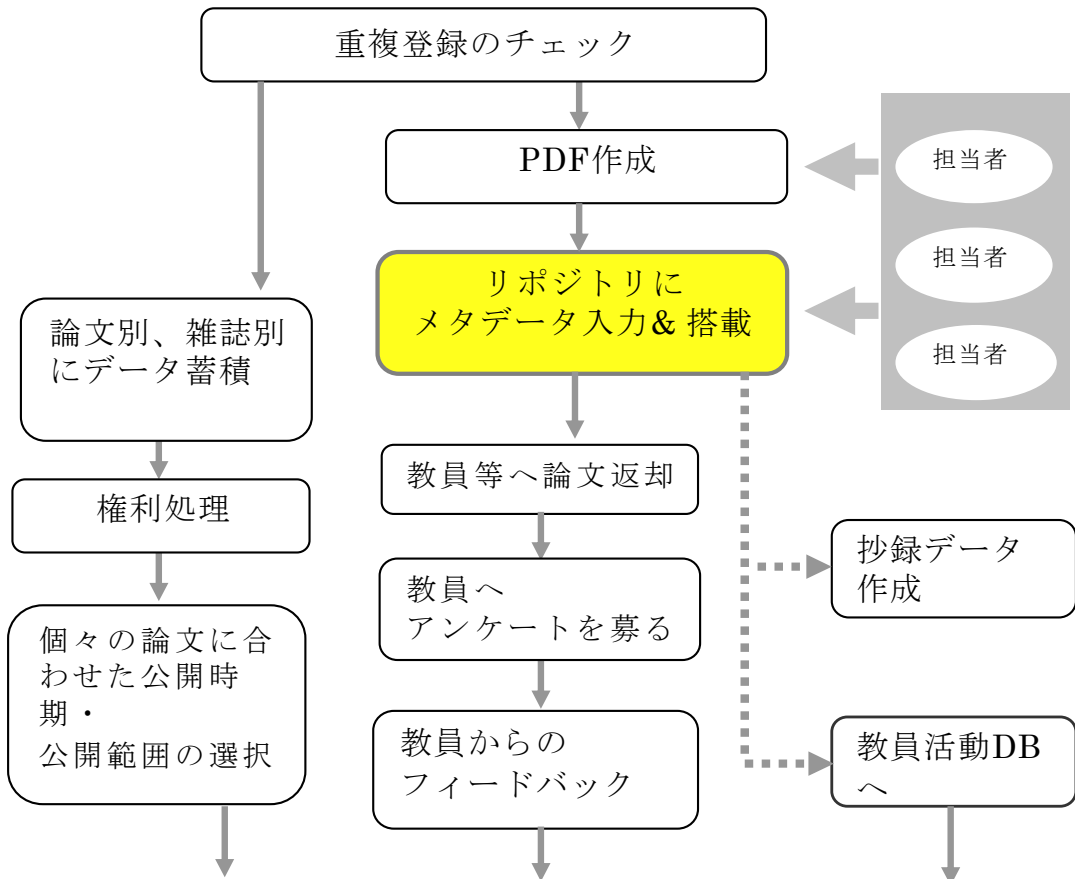 重複登録のチェック
PDF作成
担当者
担当者
担当者
リポジトリに
メタデータ入力& 搭載
論文別、雑誌別
にデータ蓄積
権利処理
個々の論文に合
わせた公開時
期・
公開範囲の選択
教員等へ論文返却
教員へ
アンケートを募る
教員からの
フィードバック
抄録データ
作成
教員活動DB
へ